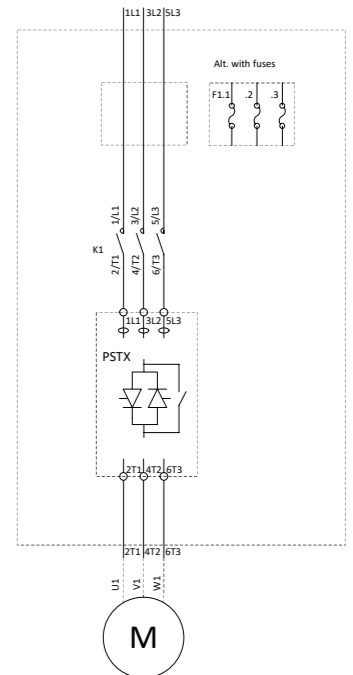 1L1 3L2 5L3
Alt. with fuses
F1.1 .2 .3
1/L1 3/L2 5/L3
K1
2/T1 4/T2 6/T3
1L1 3L2 5L3
PSTX
2T1 4T2 6T3
2T1 4T2 6T3
U1 V1 W1
M